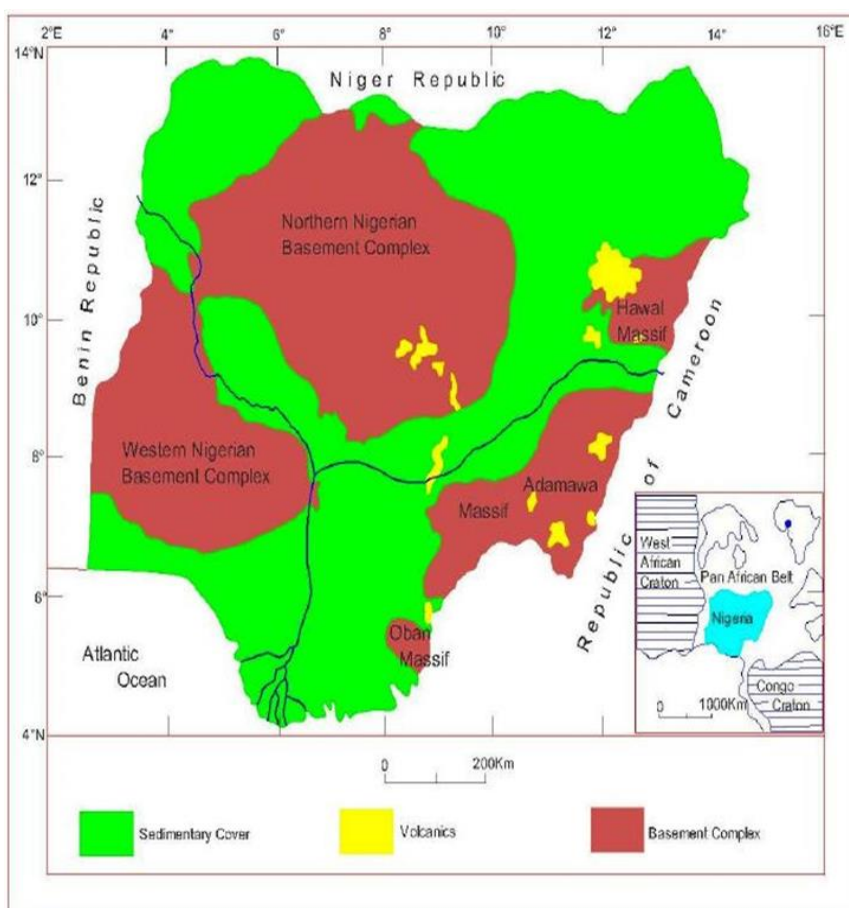 2°E 4° 6° 8° 10° 12° 14° 16°E
14°N
Niger Republic
12°
Northern Nigerian
Basement Complex
Benin Republic
10°
Hawal
Massif
Republic of Cameroon
8°
Western Nigerian
Basement Complex
Adamawa
Massif
6°
Oban
Massif
Atlantic
Ocean
4°N
West
African
Craton
Pan African Belt
Nigeria
Congo
Craton
0 1000Km
0 200Km
Sedimentary Cover
Volcanics
Basement Complex